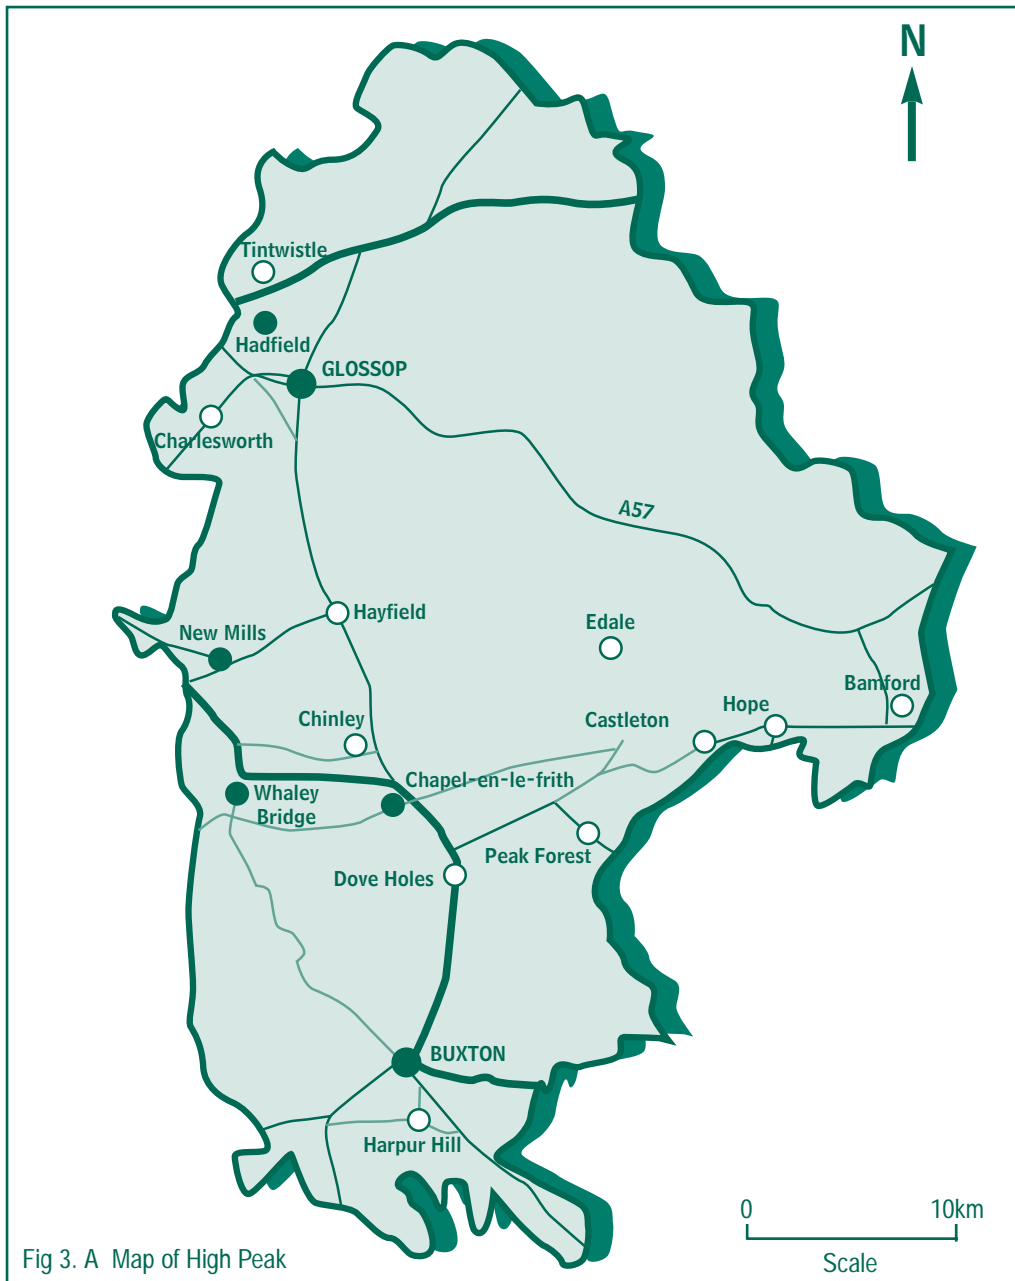 N
Tintwistle
Hadfield
GLOSSOP
Charlesworth
A57
Hayfield
New Mills
Edale
Bamford
Hope
Chinley
Castleton
Chapel-en-le-frith
Whaley
Bridge
Peak Forest
Dove Holes
BUXTON
Harpur Hill
0 10km
Scale
Fig 3. A Map of High Peak